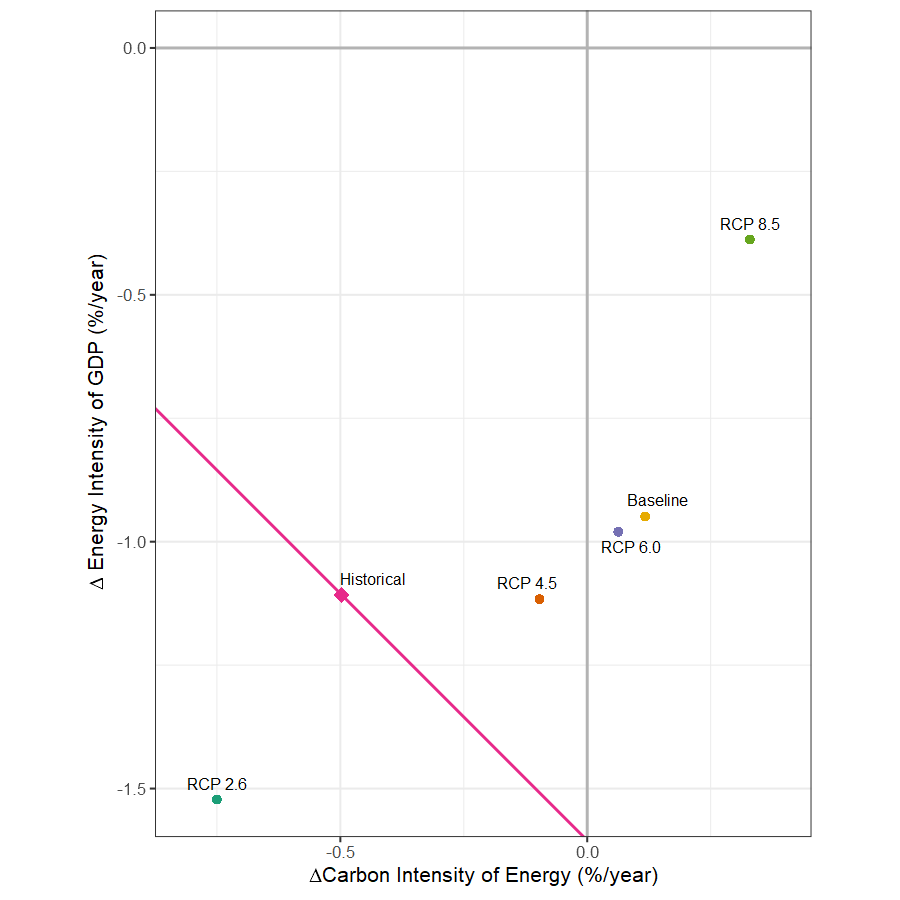 0.0
RCP 8.5
-0.5
Δ Energy Intensity of GDP (%/year)
Baseline
-1.0
RCP 6.0
Historical
RCP 4.5
RCP 2.6
-1.5
-0.5
0.0
ΔCarbon Intensity of Energy (%/year)